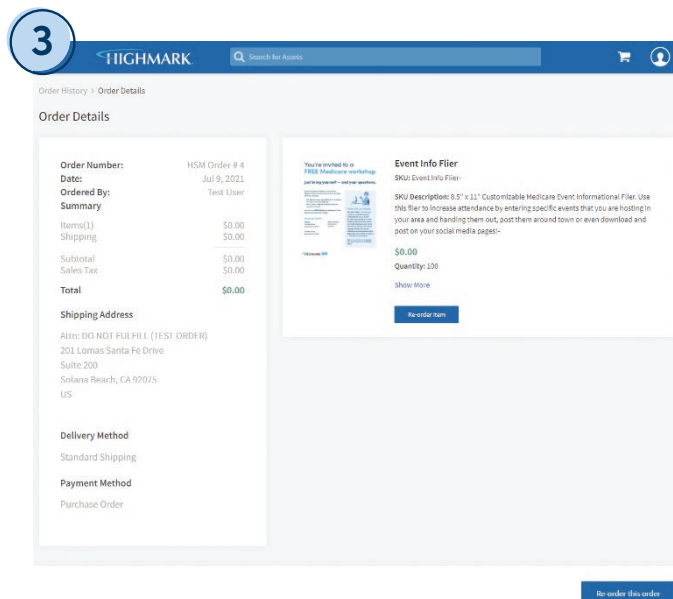 3
HIGHMARK
Search for Assets
Order History > Order Details
Order Details
Order Number: HSM Order # 4
Date: Jul 9, 2021
Ordered By: Test User
Summary
Items(1) $0.00
Shipping $0.00
Subtotal $0.00
Sales Tax $0.00
Total $0.00
Shipping Address
Attn: DO NOT FULFILL (TEST ORDER)
201 Lomas Santa Fe Drive
Suite 200
Solana Beach, CA 92075
US
Delivery Method
Standard Shipping
Payment Method
Purchase Order
You're invited to a
FREE Medicare workshop
Just bring yourself — and your questions.
HIGHMARK
Event Info Flier
SKU: Event Info Flier-
SKU Description: 8.5" x 11" Customizable Medicare Event Informational Flier. Use
this flier to increase attendance by entering specific events that you are hosting in
your area and handing them out, post them around town or even download and
post on your social media pages!-
$0.00
Quantity: 100
Show More
Re-order Item
Re-order this order